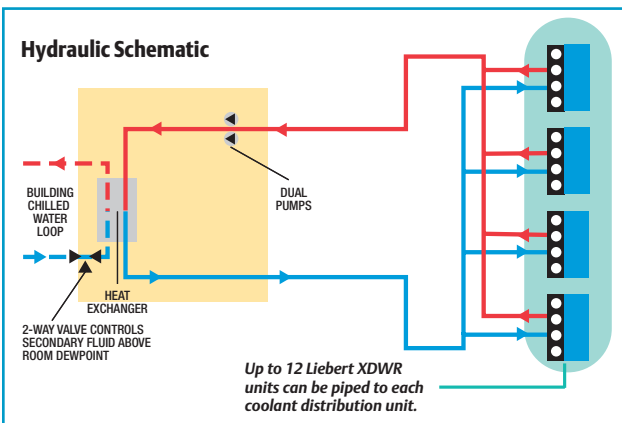 Hydraulic Schematic
BUILDING
CHILLED
WATER
LOOP
DUAL
PUMPS
HEAT
EXCHANGER
2-WAY VALVE CONTROLS
SECONDARY FLUID ABOVE
ROOM DEWPOINT
Up to 12 Liebert XDWR
units can be piped to each
coolant distribution unit.